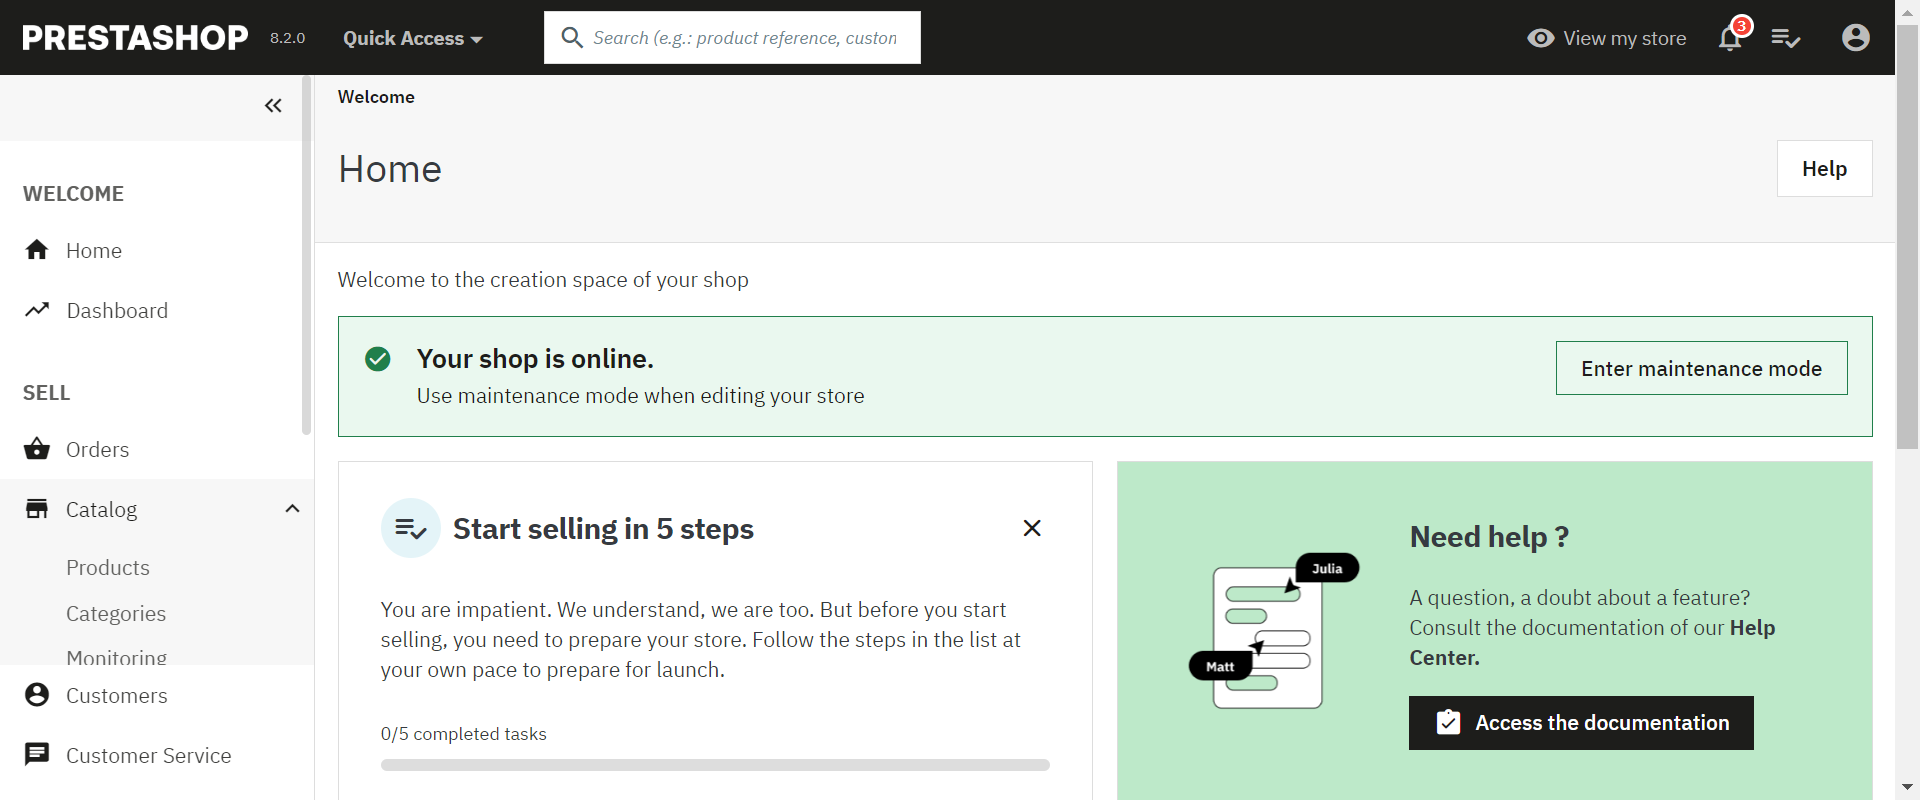 PRESTASHOP 8.2.0 Quick Access Search (e.g.: product reference, custon View my store 3
Welcome
Home
Help
WELCOME
Home
Dashboard
SELL
Orders
Catalog
Products
Categories
Monitoring
Customers
Customer Service
Welcome to the creation space of your shop
Your shop is online.
Use maintenance mode when editing your store
Enter maintenance mode
Start selling in 5 steps
You are impatient. We understand, we are too. But before you start
selling, you need to prepare your store. Follow the steps in the list at
your own pace to prepare for launch.
0/5 completed tasks
Julia
Matt
Need help ?
A question, a doubt about a feature?
Consult the documentation of our Help
Center.
Access the documentation